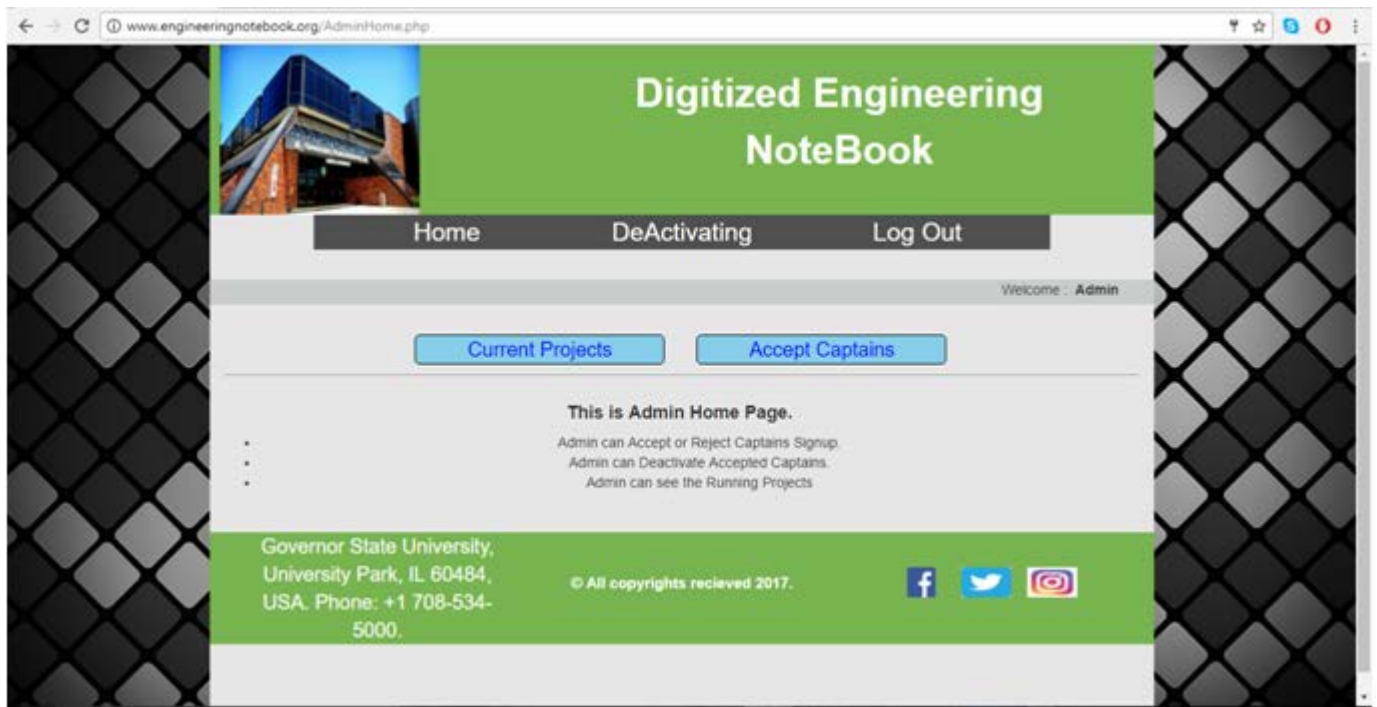 www.engineeringnotebook.org/AdminHome.php
Digitized Engineering
NoteBook
Home DeActivating Log Out
Welcome : Admin
Current Projects Accept Captains
This is Admin Home Page.
Admin can Accept or Reject Captains Signup.
Admin can Deactivate Accepted Captains.
Admin can see the Running Projects
Governor State University,
University Park, IL 60484,
USA. Phone: +1 708-534-
5000.
© All copyrights recieved 2017.